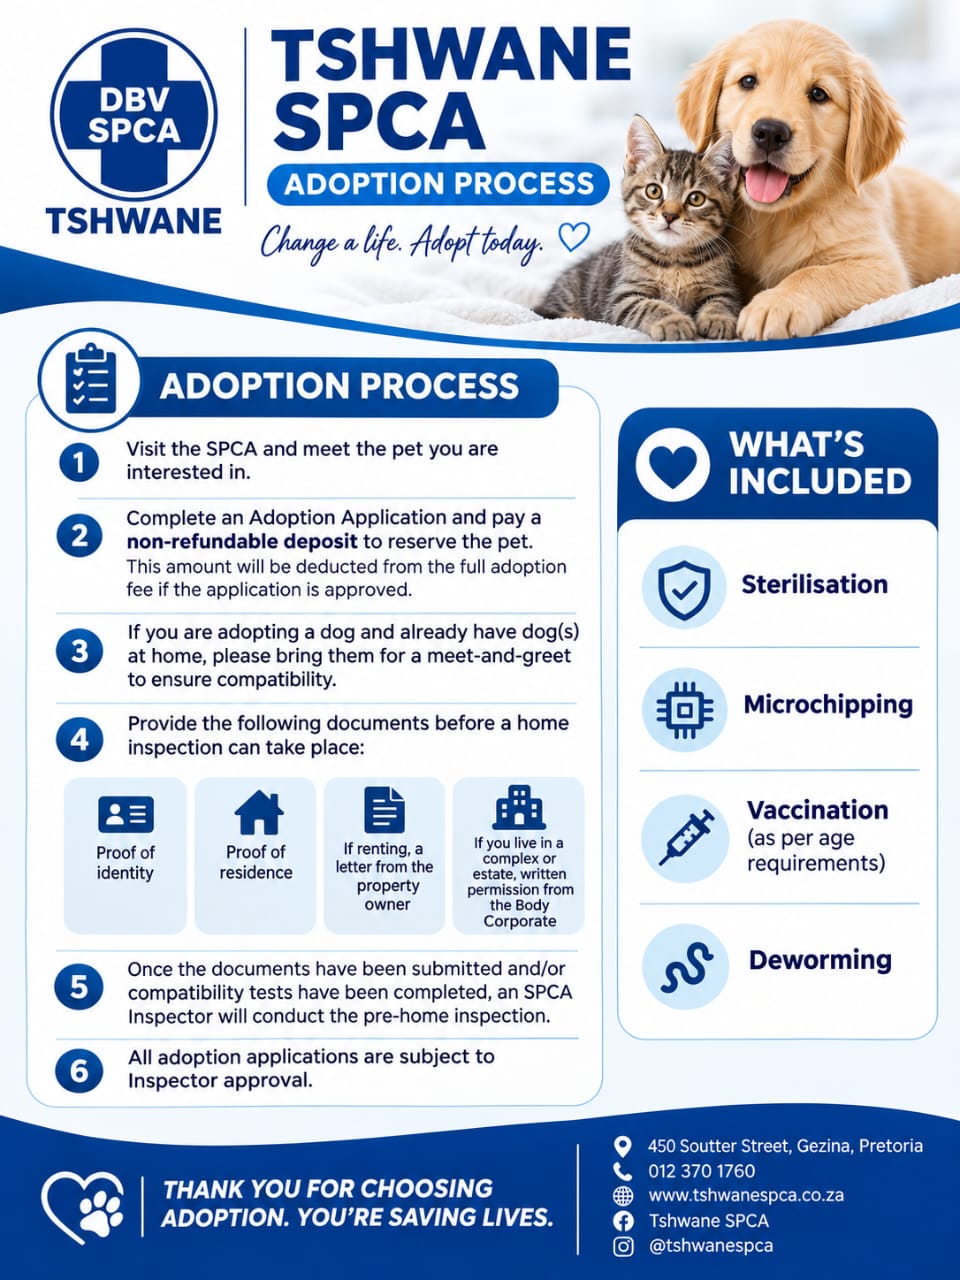 DBV
SPCA
TSHWANE
TSHWANE
SPCA
ADOPTION PROCESS
Change a life. Adopt today.
ADOPTION PROCESS
1
Visit the SPCA and meet the pet you are
interested in.
2
Complete an Adoption Application and pay a
non-refundable deposit to reserve the pet.
This amount will be deducted from the full adoption
fee if the application is approved.
3
If you are adopting a dog and already have dog(s)
at home, please bring them for a meet-and-greet
to ensure compatibility.
4
Provide the following documents before a home
inspection can take place:
Proof of
identity
Proof of
residence
If renting, a
letter from the
property
owner
If you live in a
complex or
estate, written
permission from
the Body
Corporate
5
Once the documents have been submitted and/or
compatibility tests have been completed, an SPCA
Inspector will conduct the pre-home inspection.
6
All adoption applications are subject to
Inspector approval.
WHAT'S
INCLUDED
Sterilisation
Microchipping
Vaccination
(as per age
requirements)
Deworming
THANK YOU FOR CHOOSING
ADOPTION. YOU'RE SAVING LIVES.
450 Soutter Street, Gezina, Pretoria
012 370 1760
www.tshwanespca.co.za
Tshwane SPCA
@tshwanespca